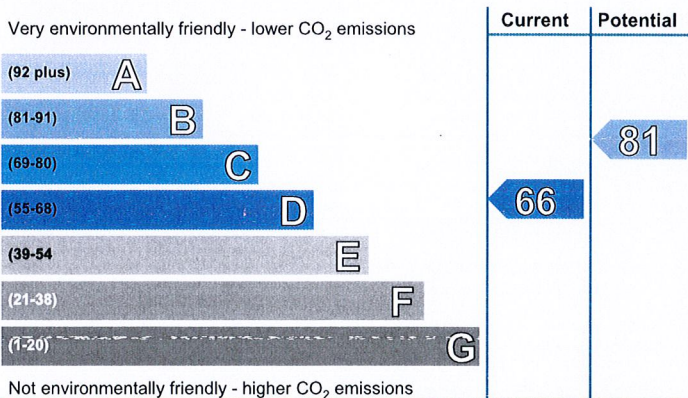 Current Potential
Very environmentally friendly - lower CO₂ emissions
(92 plus) A
(81-91) B
81
(69-80) C
(55-68) D
66
(39-54 E
(21-38) F
(1-20) G
Not environmentally friendly - higher CO₂ emissions